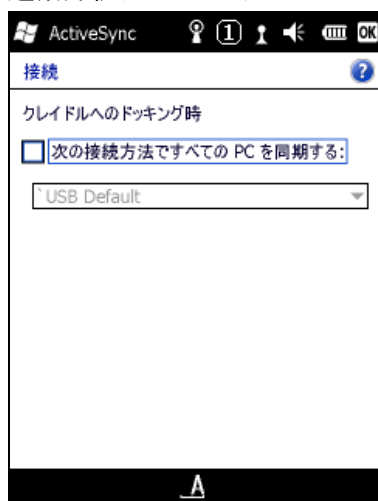 ActiveSync 1 OK
接続 ?
クレイドルへのドッキング時
次の接続方法ですべての PC を同期する:
`USB Default
A